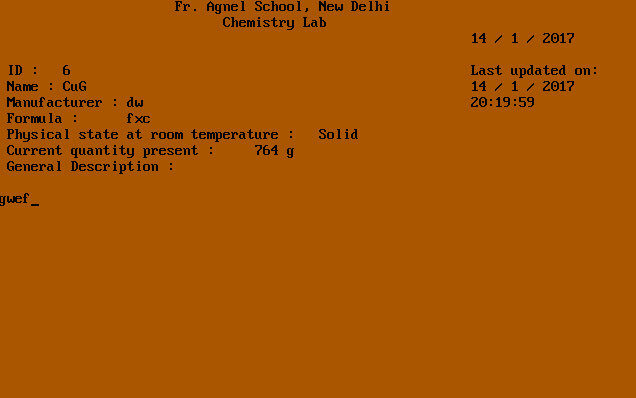 Fr. Agnel School, New Delhi
Chemistry Lab
14 / 1 / 2017
ID : 6
Last updated on:
Name : CuG
14 / 1 / 2017
Manufacturer : dw
20:19:59
Formula : fxc
Physical state at room temperature : Solid
Current quantity present : 764 g
General Description :
gwef_